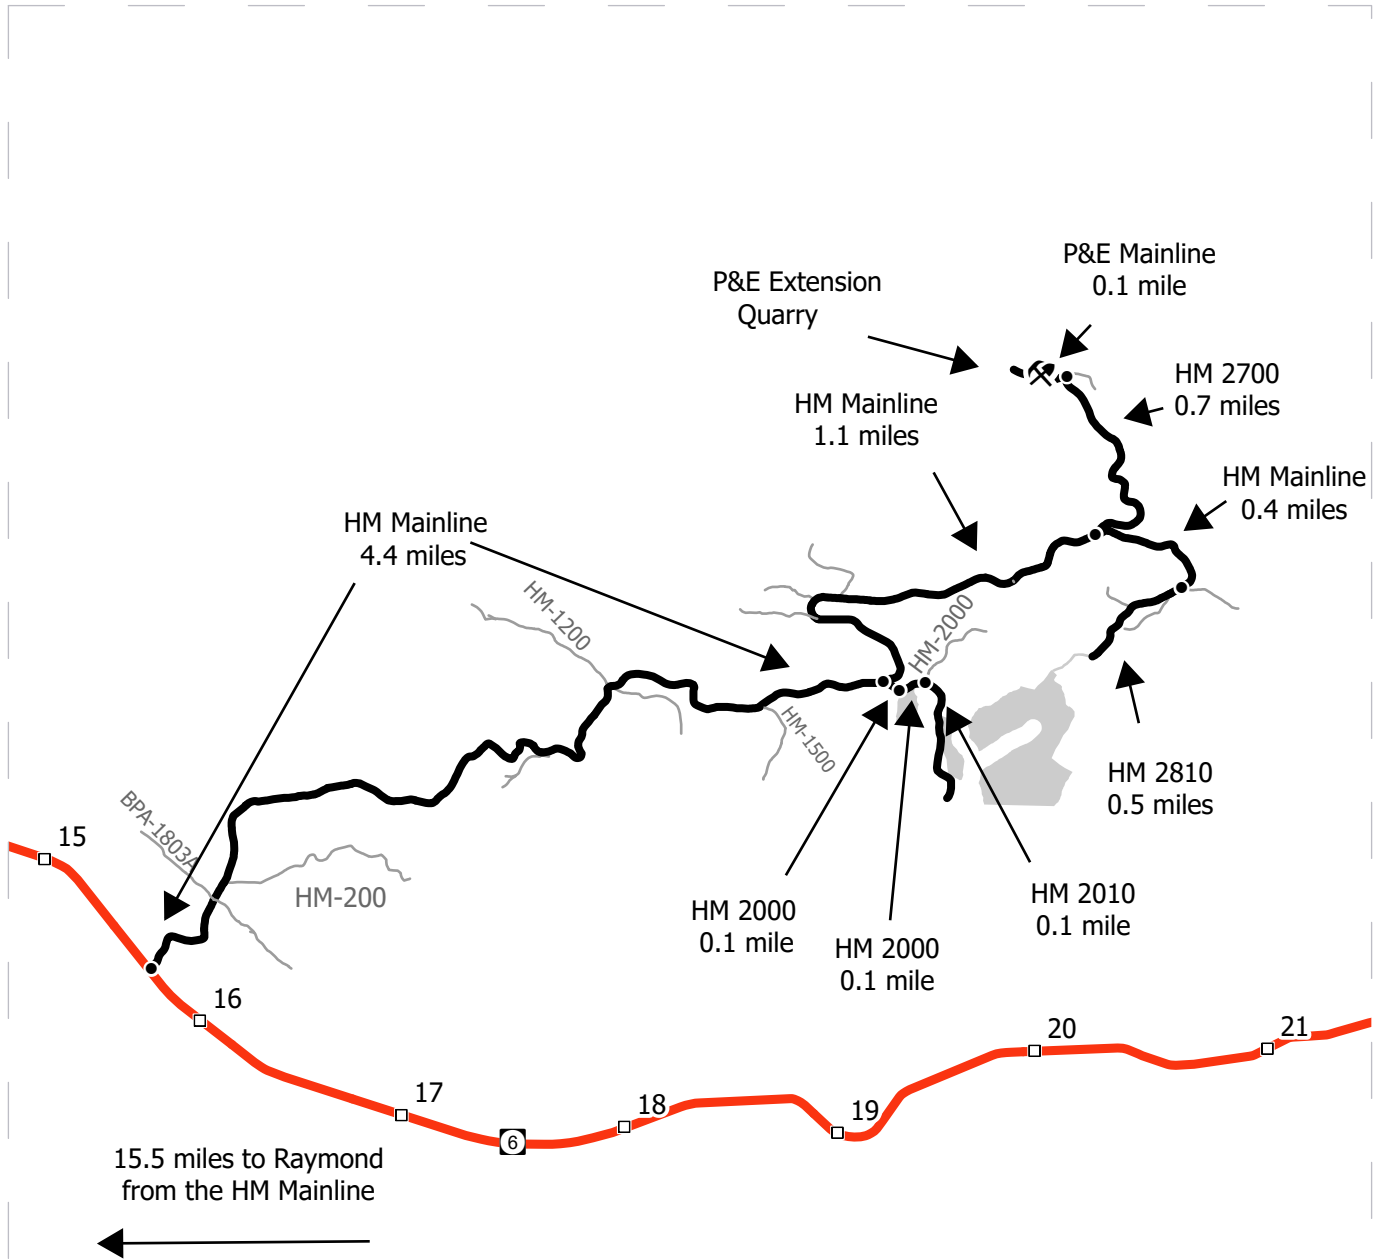 P&E Mainline
0.1 mile
P&E Extension
Quarry
HM 2700
0.7 miles
HM Mainline
1.1 miles
HM Mainline
0.4 miles
HM Mainline
4.4 miles
HM-1200
HM-2000
HM-1500
HM 2810
0.5 miles
BPA-1803A
15
HM-200
HM 2000
0.1 mile
HM 2000
0.1 mile
HM 2010
0.1 mile
16
17
18
19
20
21
6
15.5 miles to Raymond
from the HM Mainline